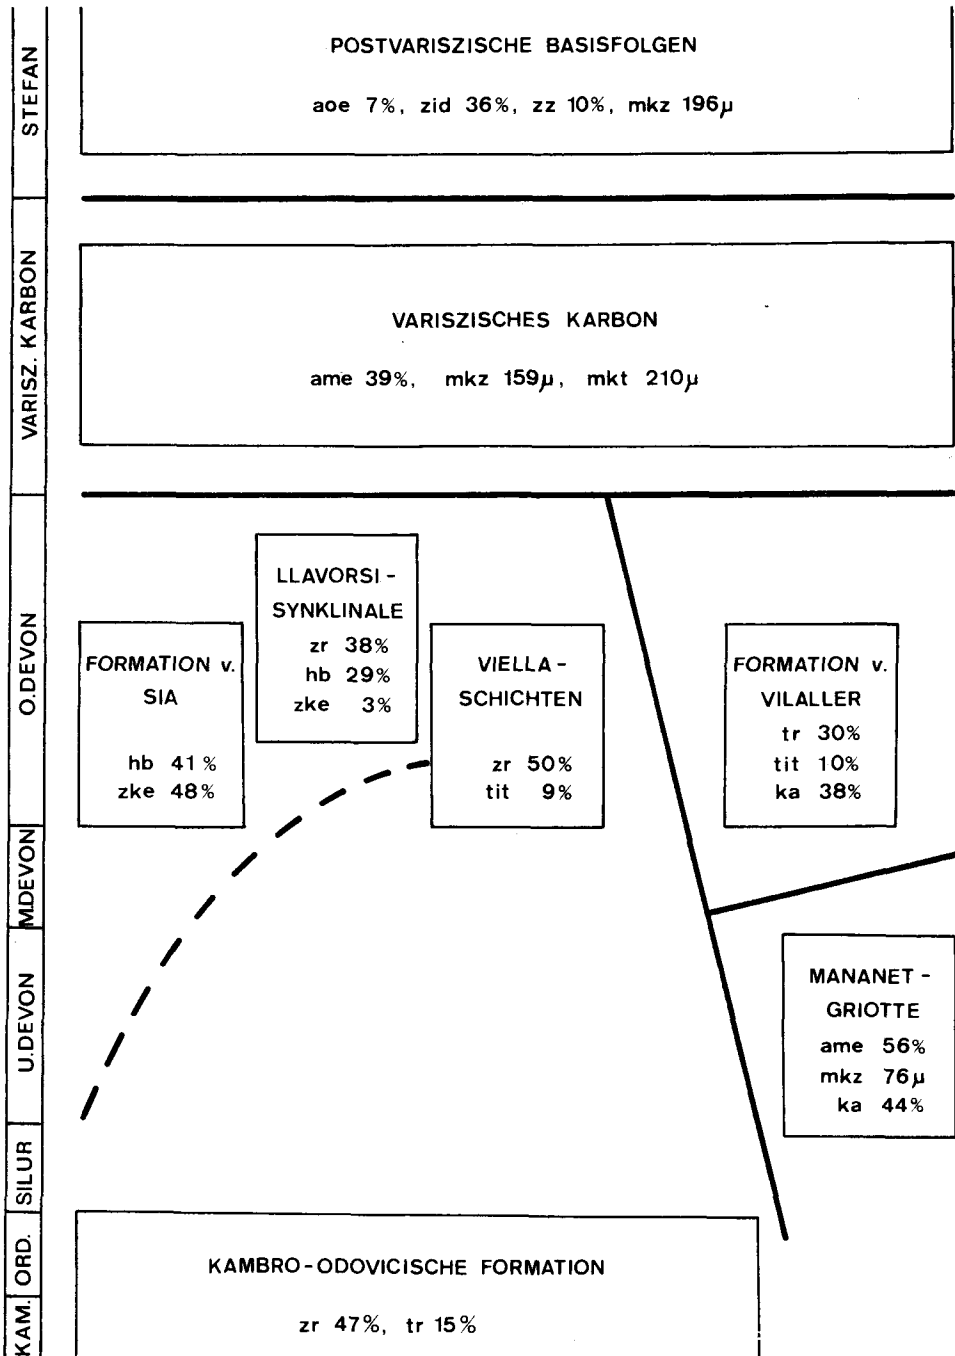 STEFAN
VARISZ. KARBON
O.DEVON
M.DEVON
U.DEVON
SILUR
ORD.
KAM.
POSTVARISZISCHE BASISFOLGEN
aoe 7%, zid 36%, zz 10%, mkz 196µ
VARISZISCHES KARBON
ame 39%, mkz 159µ, mkt 210µ
LLAVORSI -
SYNKLINALE
zr 38%
hb 29%
zke 3%
FORMATION v.
SIA
hb 41%
zke 48%
VIELLA -
SCHICHTEN
zr 50%
tit 9%
FORMATION v.
VILALLER
tr 30%
tit 10%
ka 38%
MANANET -
GRIOTTE
ame 56%
mkz 76µ
ka 44%
KAMBRO-ODOVICISCHE FORMATION
zr 47%, tr 15%